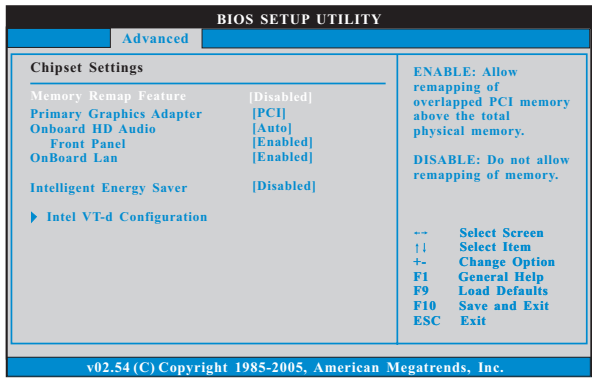 BIOS SETUP UTILITY
Advanced
Chipset Settings
Memory Remap Feature [Disabled]
Primary Graphics Adapter [PCI]
Onboard HD Audio [Auto]
Front Panel [Enabled]
OnBoard Lan [Enabled]
Intelligent Energy Saver [Disabled]
Intel VT-d Configuration
ENABLE: Allow
remapping of
overlapped PCI memory
above the total
physical memory.
DISABLE: Do not allow
remapping of memory.
←→ Select Screen
↑↓ Select Item
+- Change Option
F1 General Help
F9 Load Defaults
F10 Save and Exit
ESC Exit
v02.54 (C) Copyright 1985-2005, American Megatrends, Inc.